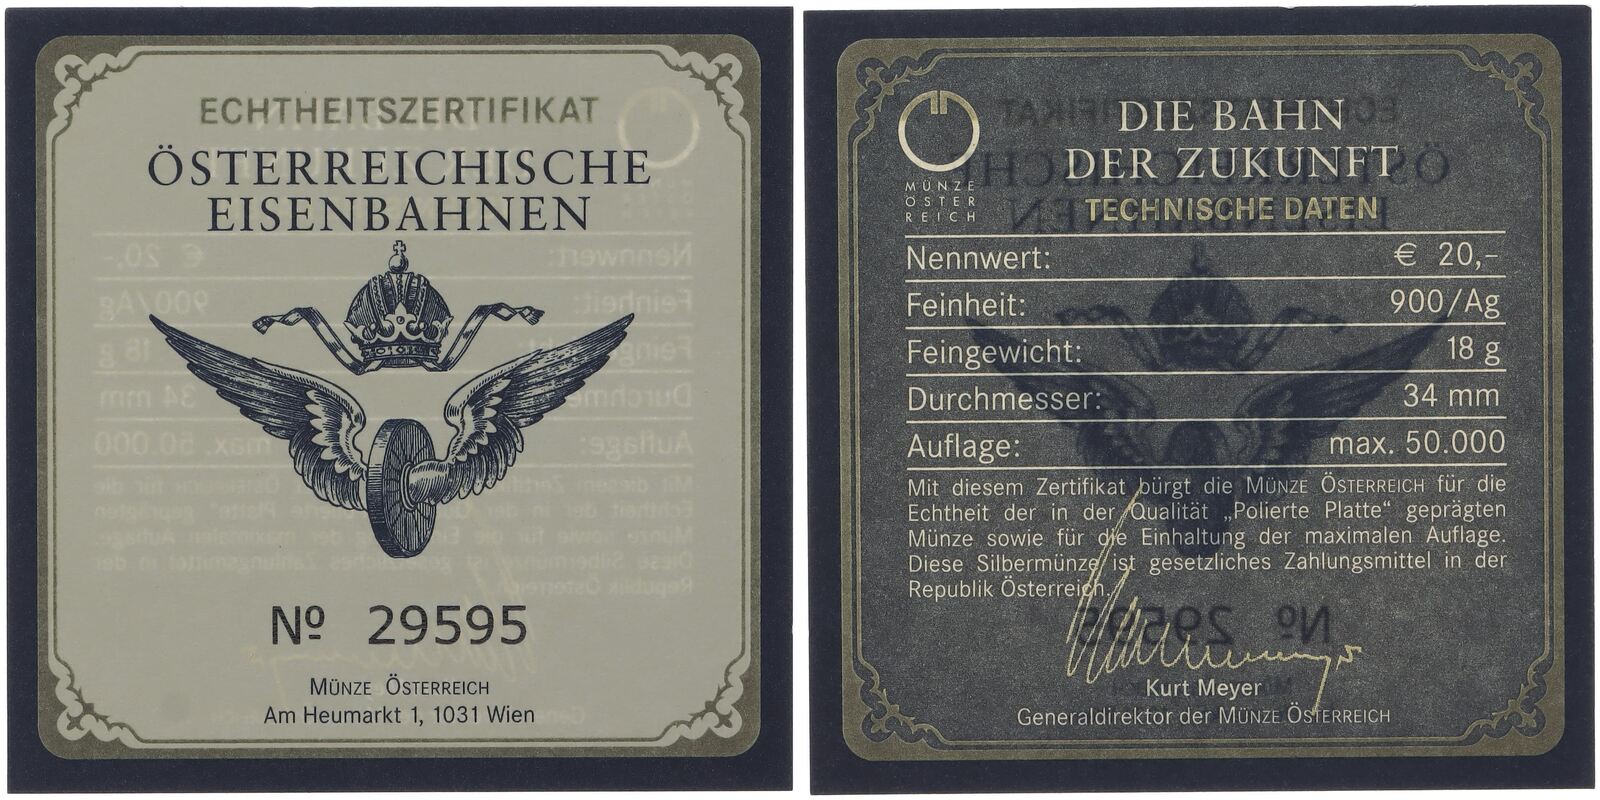 ECHTHEITSZERTIFIKAT
ÖSTERREICHISCHE
EISENBAHNEN
Nº 29595
MÜNZE ÖSTERREICH
Am Heumarkt 1, 1031 Wien
MÜNZE
ÖSTER
REICH
DIE BAHN
DER ZUKUNFT
TECHNISCHE DATEN
Nennwert: € 20,–
Feinheit: 900/Ag
Feingewicht: 18 g
Durchmesser: 34 mm
Auflage: max. 50.000
Mit diesem Zertifikat bürgt die MÜNZE ÖSTERREICH für die
Echtheit der in der Qualität „Polierte Platte“ geprägten
Münze sowie für die Einhaltung der maximalen Auflage.
Diese Silbermünze ist gesetzliches Zahlungsmittel in der
Republik Österreich.
Kurt Meyer
Generaldirektor der MÜNZE ÖSTERREICH